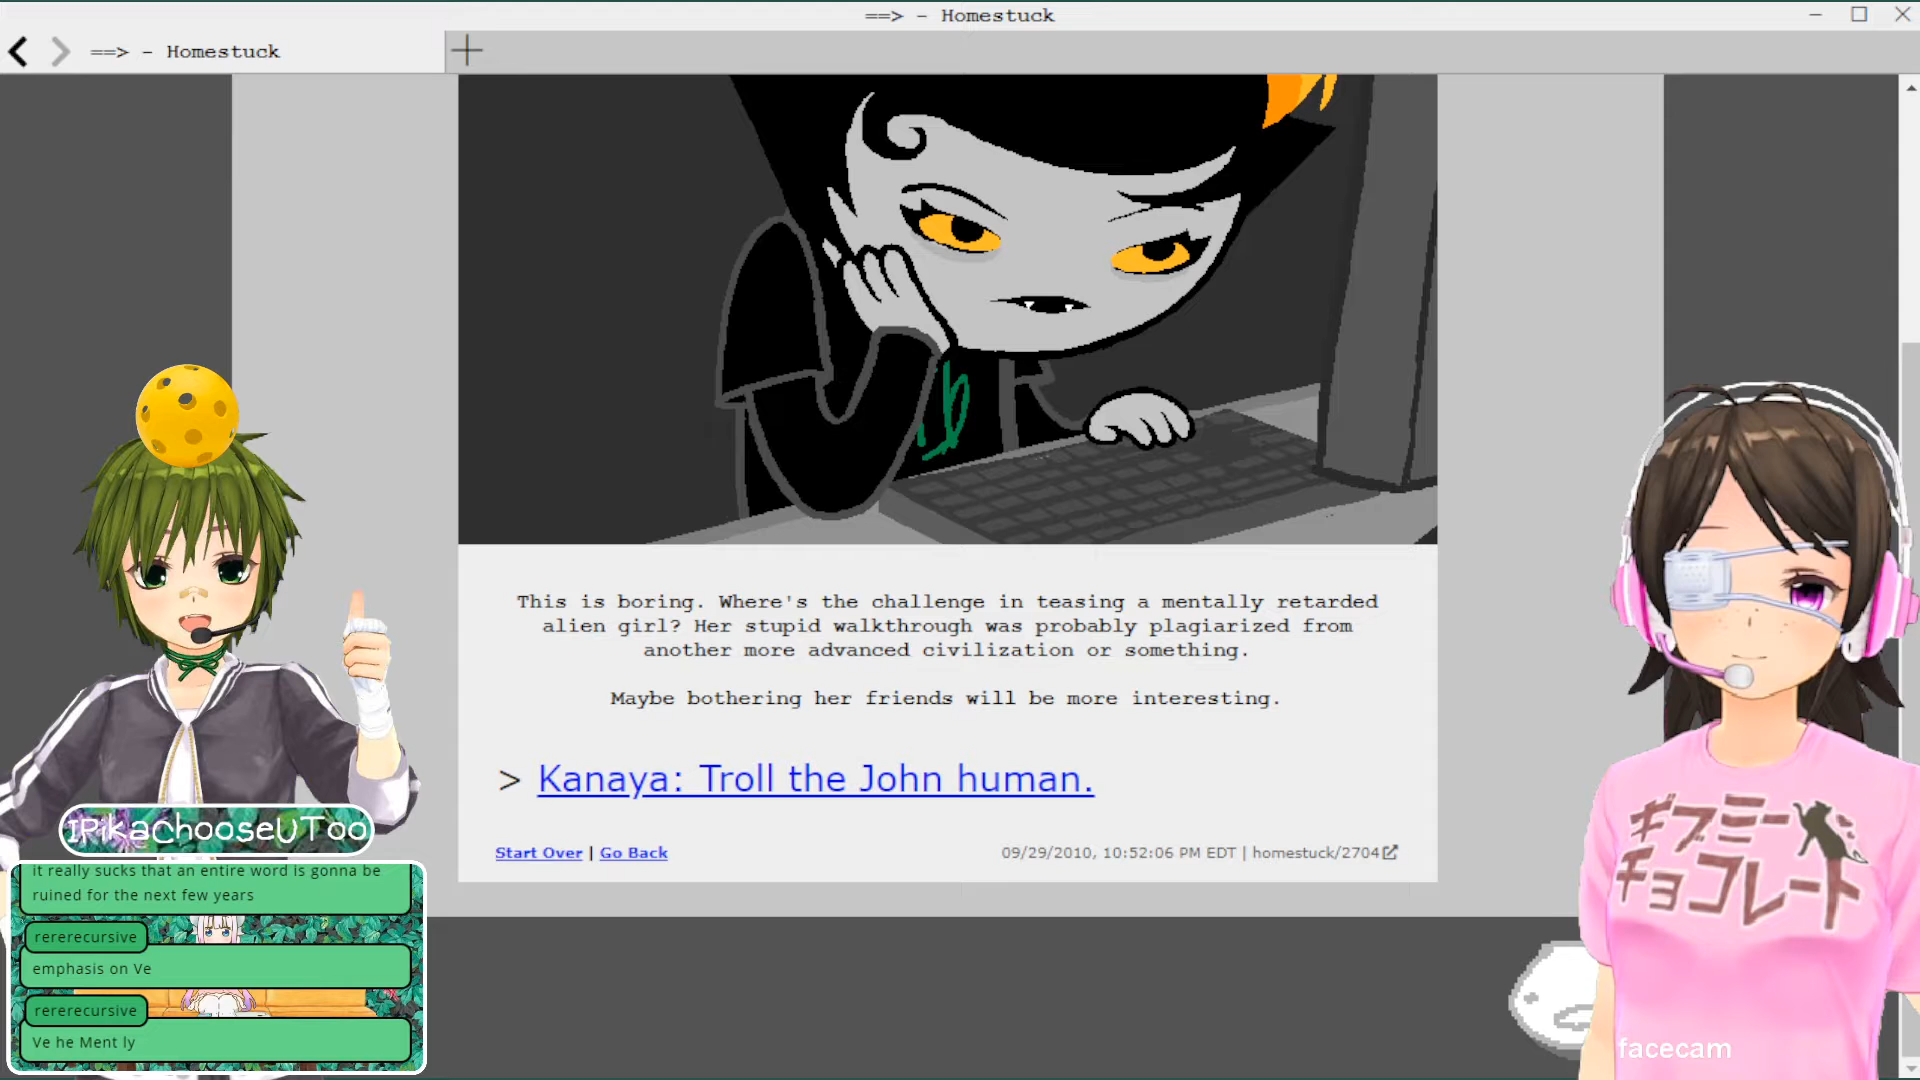 ==> - Homestuck
==> - Homestuck
This is boring. Where's the challenge in teasing a mentally retarded
alien girl? Her stupid walkthrough was probably plagiarized from
another more advanced civilization or something.
Maybe bothering her friends will be more interesting.
> Kanaya: Troll the John human.
Start Over | Go Back
09/29/2010, 10:52:06 PM EDT | homestuck/2704
IPikachooseUToo
it really sucks that an entire word is gonna be
ruined for the next few years
rererecursive
emphasis on Ve
rererecursive
Ve he Ment ly
ギブミー
チョコレート
facecam